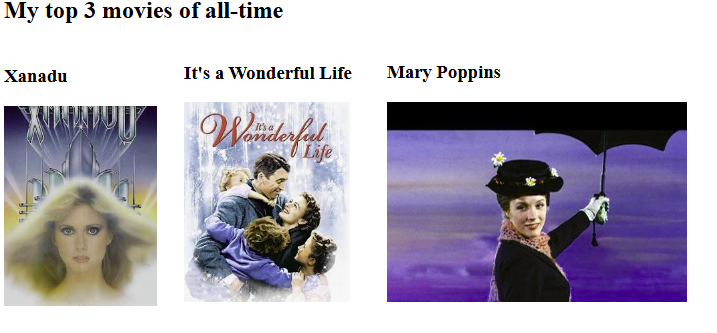 My top 3 movies of all-time
Xanadu
It's a Wonderful Life
Mary Poppins
XANADU
It's a
Wonderful
Life